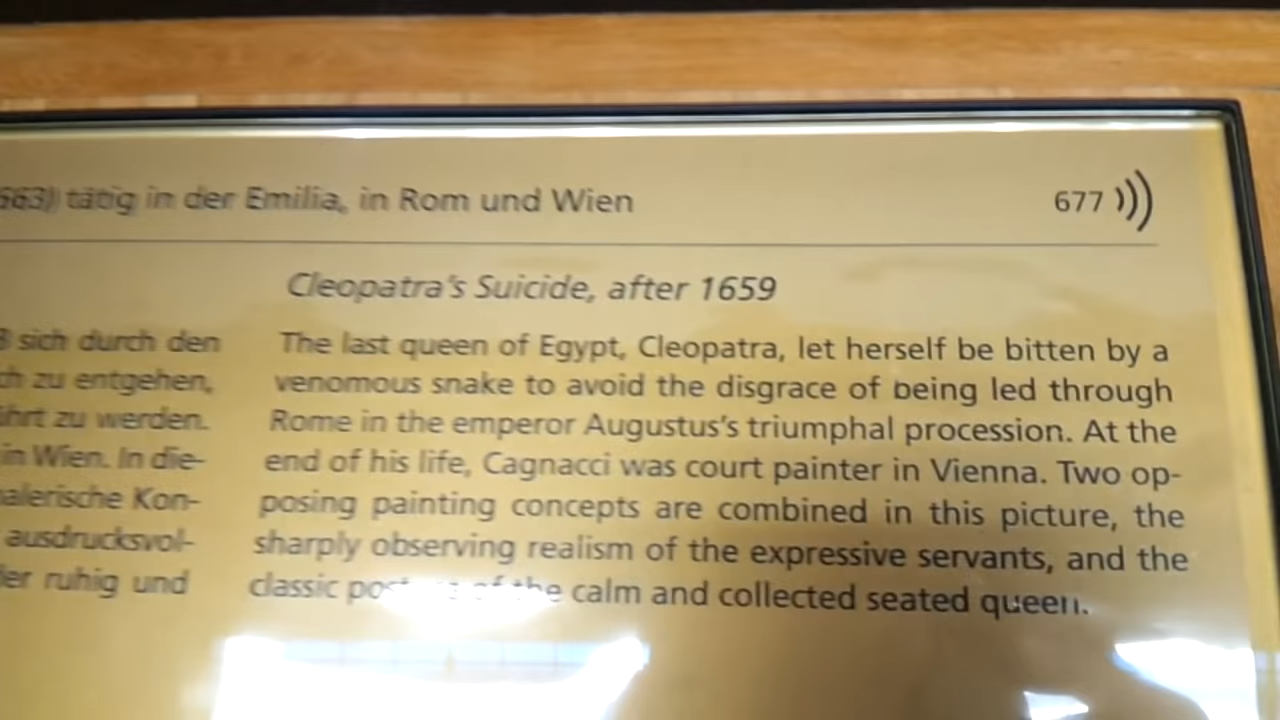 663) tätig in der Emilia, in Rom und Wien
677
Cleopatra's Suicide, after 1659
sich durch den
zu entgehen,
zu werden.
in Wien. In die-
Kon-
ausdrucksvol-
ruhig und
The last queen of Egypt, Cleopatra, let herself be bitten by a
venomous snake to avoid the disgrace of being led through
Rome in the emperor Augustus's triumphal procession. At the
end of his life, Cagnacci was court painter in Vienna. Two op-
posing painting concepts are combined in this picture, the
sharply observing realism of the expressive servants, and the
classic of the calm and collected seated queen.